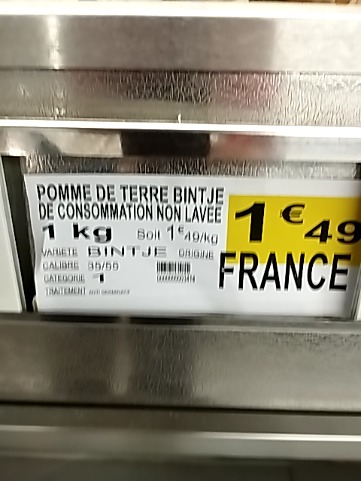 POMME DE TERRE BINTJE
DE CONSOMMATION NON LAVEE
1 kg Soit 1€49/kg
1€49
VARIETE BINTJE ORIGINE FRANCE
CALIBRE 35/55
CATEGORIE 1
TRAITEMENT